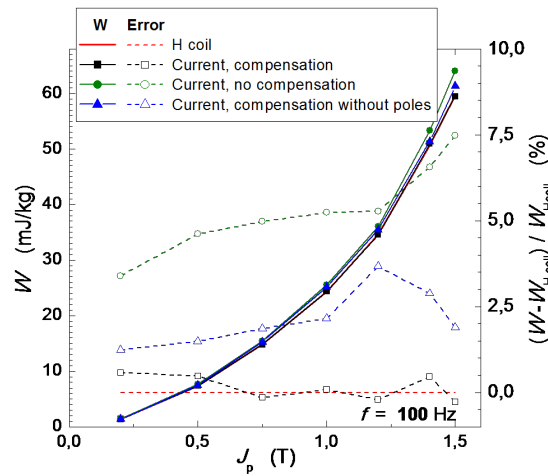 W Error
H coil
Current, compensation
Current, no compensation
Current, compensation without poles
10,0
7,5
5,0
2,5
0,0
(W-W_H coil) / W_Hcoil (%)
60
50
40
30
20
10
0
W (mJ/kg)
f = 100 Hz
0,0 0,5 1,0 1,5
J_p (T)